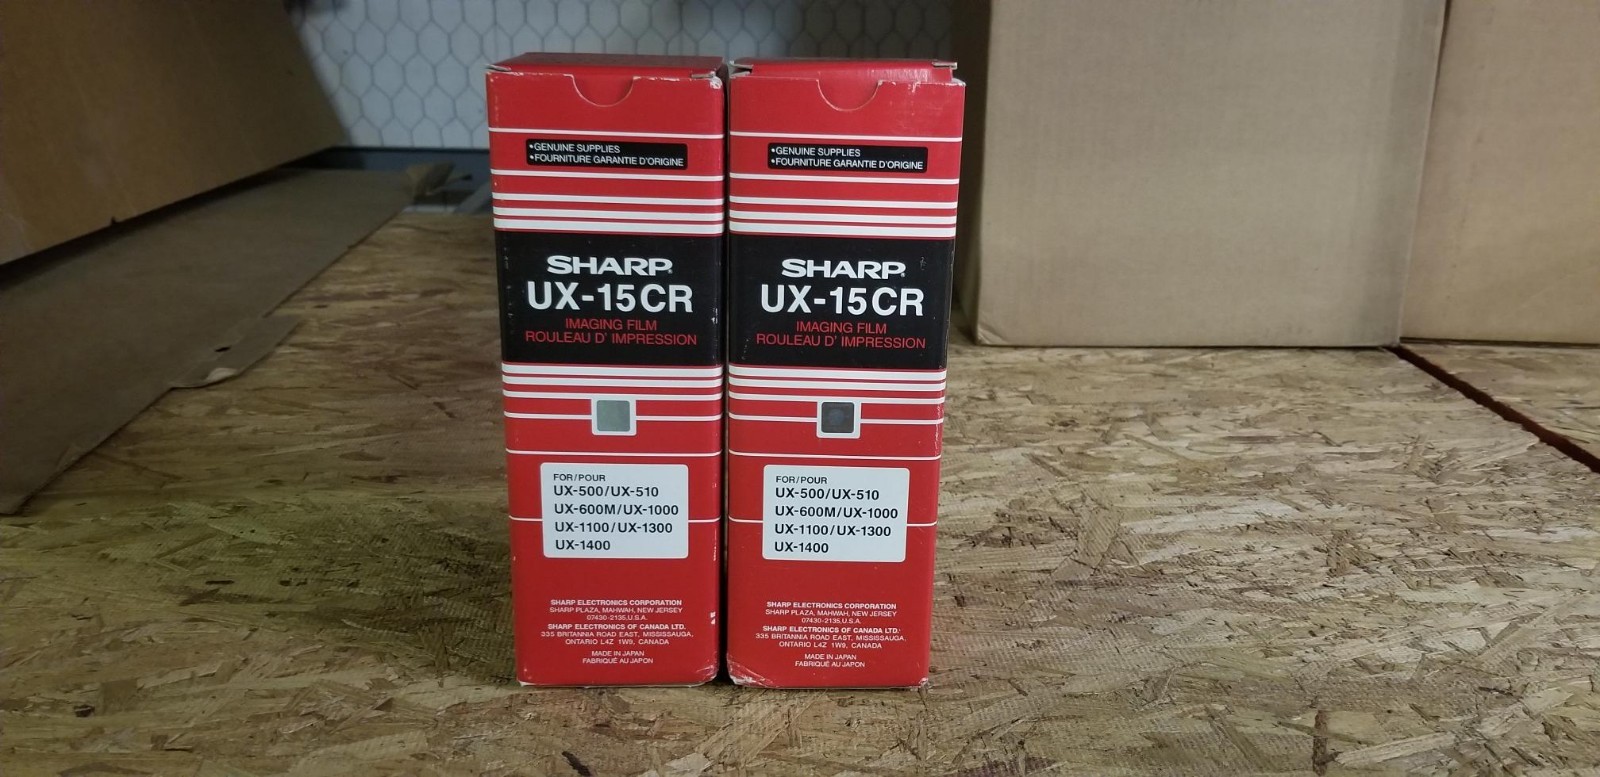 •GENUINE SUPPLIES
•FOURNITURE GARANTIE D'ORIGINE
SHARP®
UX-15CR
IMAGING FILM
ROULEAU D' IMPRESSION
FOR/POUR
UX-500/UX-510
UX-600M/UX-1000
UX-1100/UX-1300
UX-1400
SHARP ELECTRONICS CORPORATION
SHARP PLAZA, MAHWAH, NEW JERSEY
07430-2135,U.S.A.
SHARP ELECTRONICS OF CANADA LTD.
335 BRITANNIA ROAD EAST, MISSISSAUGA,
ONTARIO L4Z 1W9, CANADA
MADE IN JAPAN
FABRIQUÉ AU JAPON
•GENUINE SUPPLIES
•FOURNITURE GARANTIE D'ORIGINE
SHARP®
UX-15CR
IMAGING FILM
ROULEAU D' IMPRESSION
FOR/POUR
UX-500/UX-510
UX-600M/UX-1000
UX-1100/UX-1300
UX-1400
SHARP ELECTRONICS CORPORATION
SHARP PLAZA, MAHWAH, NEW JERSEY
07430-2135,U.S.A.
SHARP ELECTRONICS OF CANADA LTD.
335 BRITANNIA ROAD EAST, MISSISSAUGA,
ONTARIO L4Z 1W9, CANADA
MADE IN JAPAN
FABRIQUÉ AU JAPON